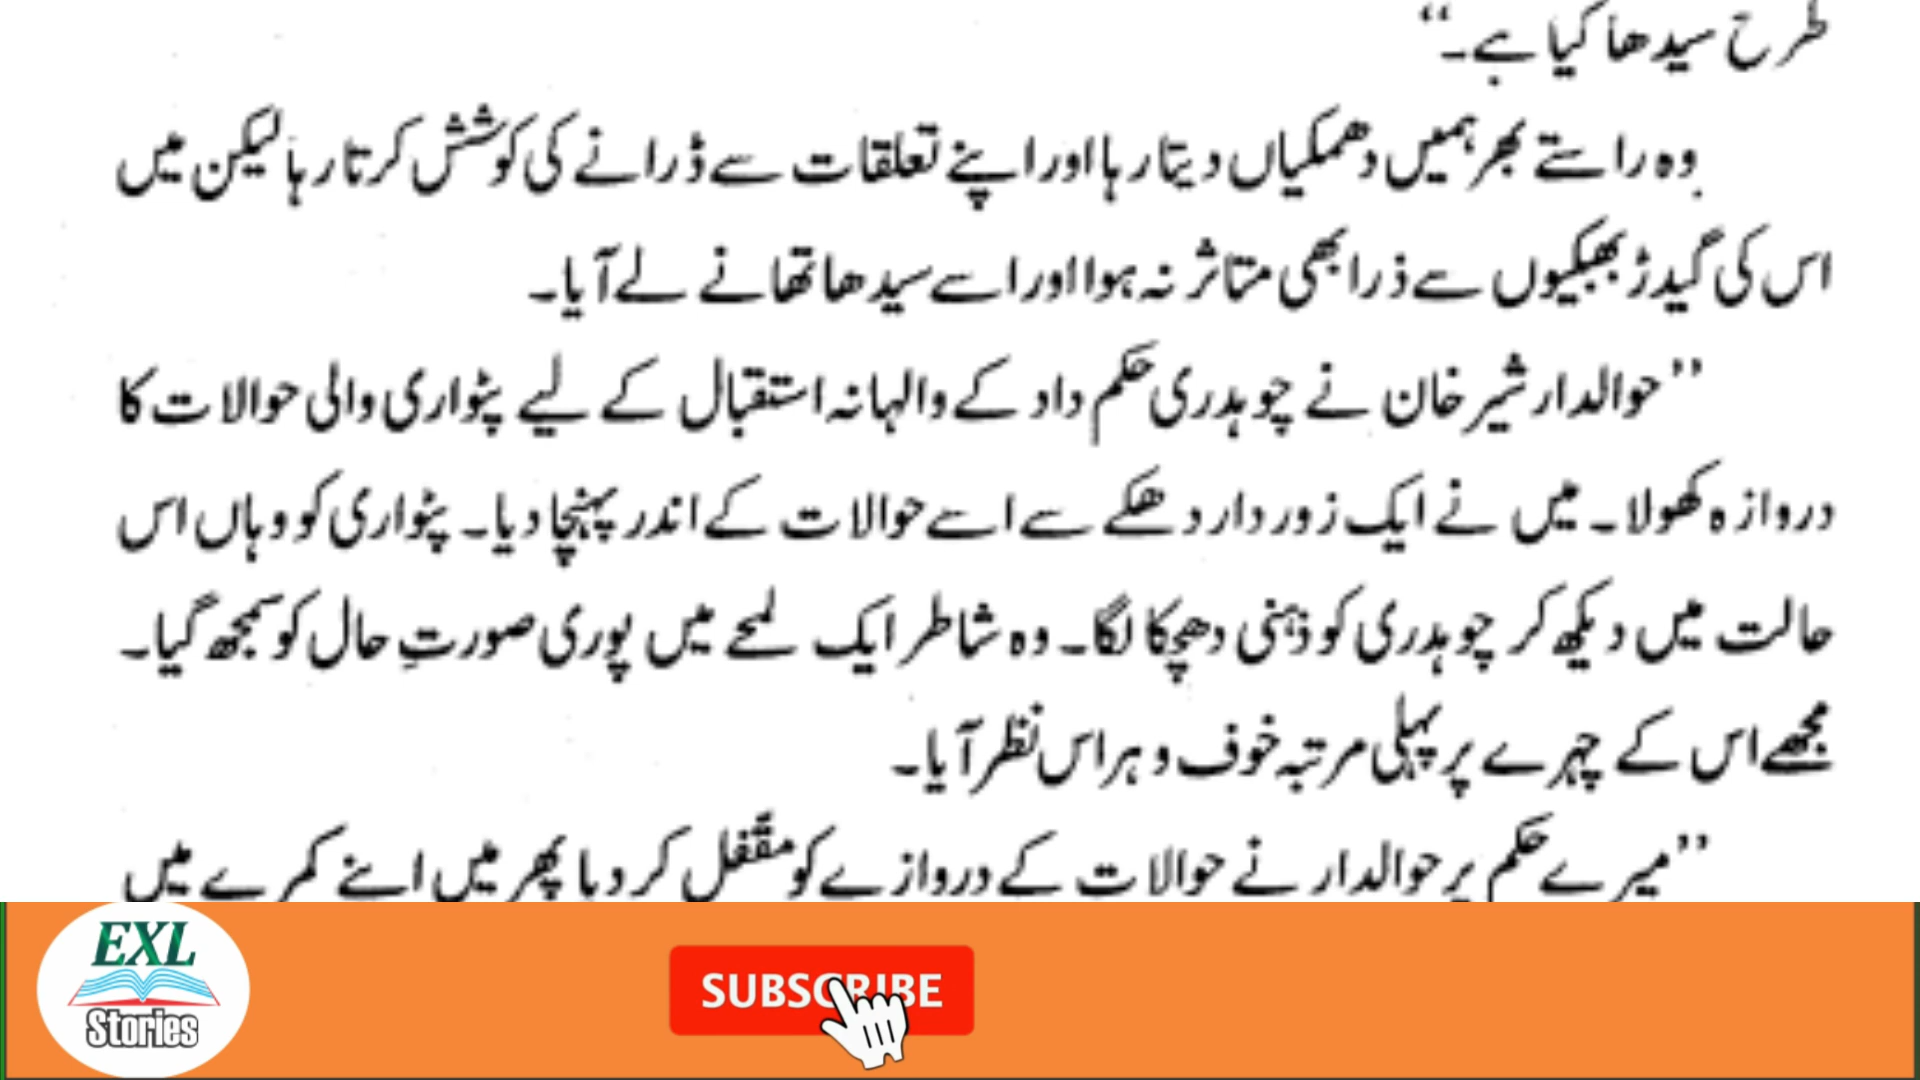 طرح سیدھا کیا ہے۔‘‘
وہ راستے بھر ہمیں دھمکیاں دیتا رہا اور اپنے تعلقات سے ڈرانے کی کوشش کرتا رہا لیکن میں
اس کی گیدڑ بھبکیوں سے ذرا بھی متاثر نہ ہوا اور اسے سیدھا تھانے لے آیا۔
’’حوالدار شیر خان نے چوہدری حکم داد کے والہانہ استقبال کے لیے پٹواری والی حوالات کا
دروازہ کھولا۔ میں نے ایک زور دار دھکے سے اسے حوالات کے اندر پہنچا دیا۔ پٹواری کو وہاں اس
حالت میں دیکھ کر چوہدری کو ذہنی دھچکا لگا۔ وہ شاطر ایک لمحے میں پوری صورتِ حال کو سمجھ گیا۔
مجھے اس کے چہرے پر پہلی مرتبہ خوف و ہراس نظر آیا۔
’’میرے حکم پر حوالدار نے حوالات کے دروازے کو مقفّل کر دیا پھر میں اپنے کمرے میں
EXL
Stories
SUBSCRIBE